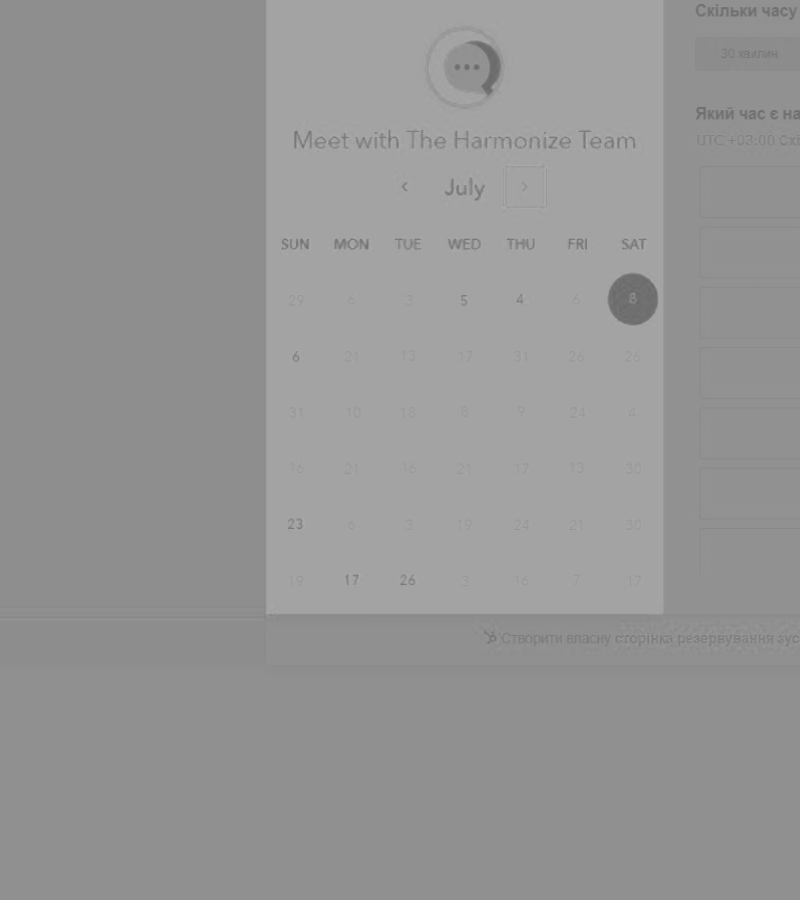 Скільки часу
30 хвилин
Який час є на
UTC +03:00 Схі
Meet with The Harmonize Team
July
SUN MON TUE WED THU FRI SAT
29 6 3 5 4 6 8
6 21 13 17 31 26 26
31 10 18 8 9 24 4
16 21 16 21 17 13 30
23 6 3 19 24 21 30
19 17 26 3 16 7 17
Створити власну сторінка резервування зус